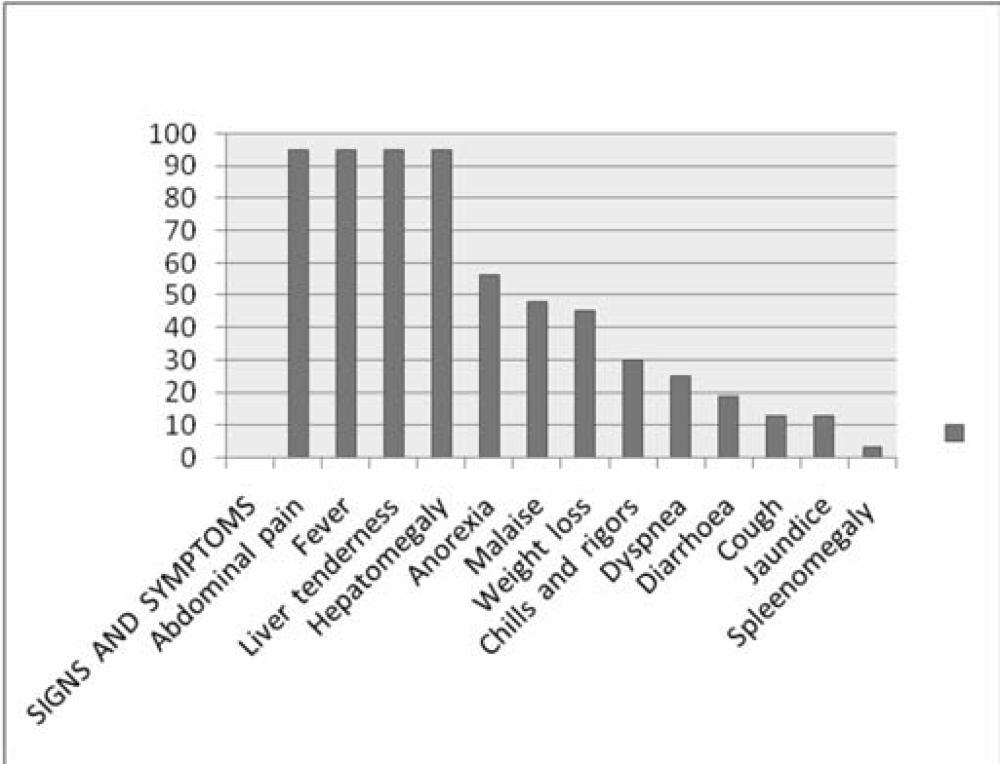 100
90
80
70
60
50
40
30
20
10
0
SIGNS AND SYMPTOMS
Abdominal pain
Fever
Liver tenderness
Hepatomegaly
Anorexia
Malaise
Weight loss
Chills and rigors
Dyspnea
Diarrhoea
Cough
Jaundice
Spleenomegaly